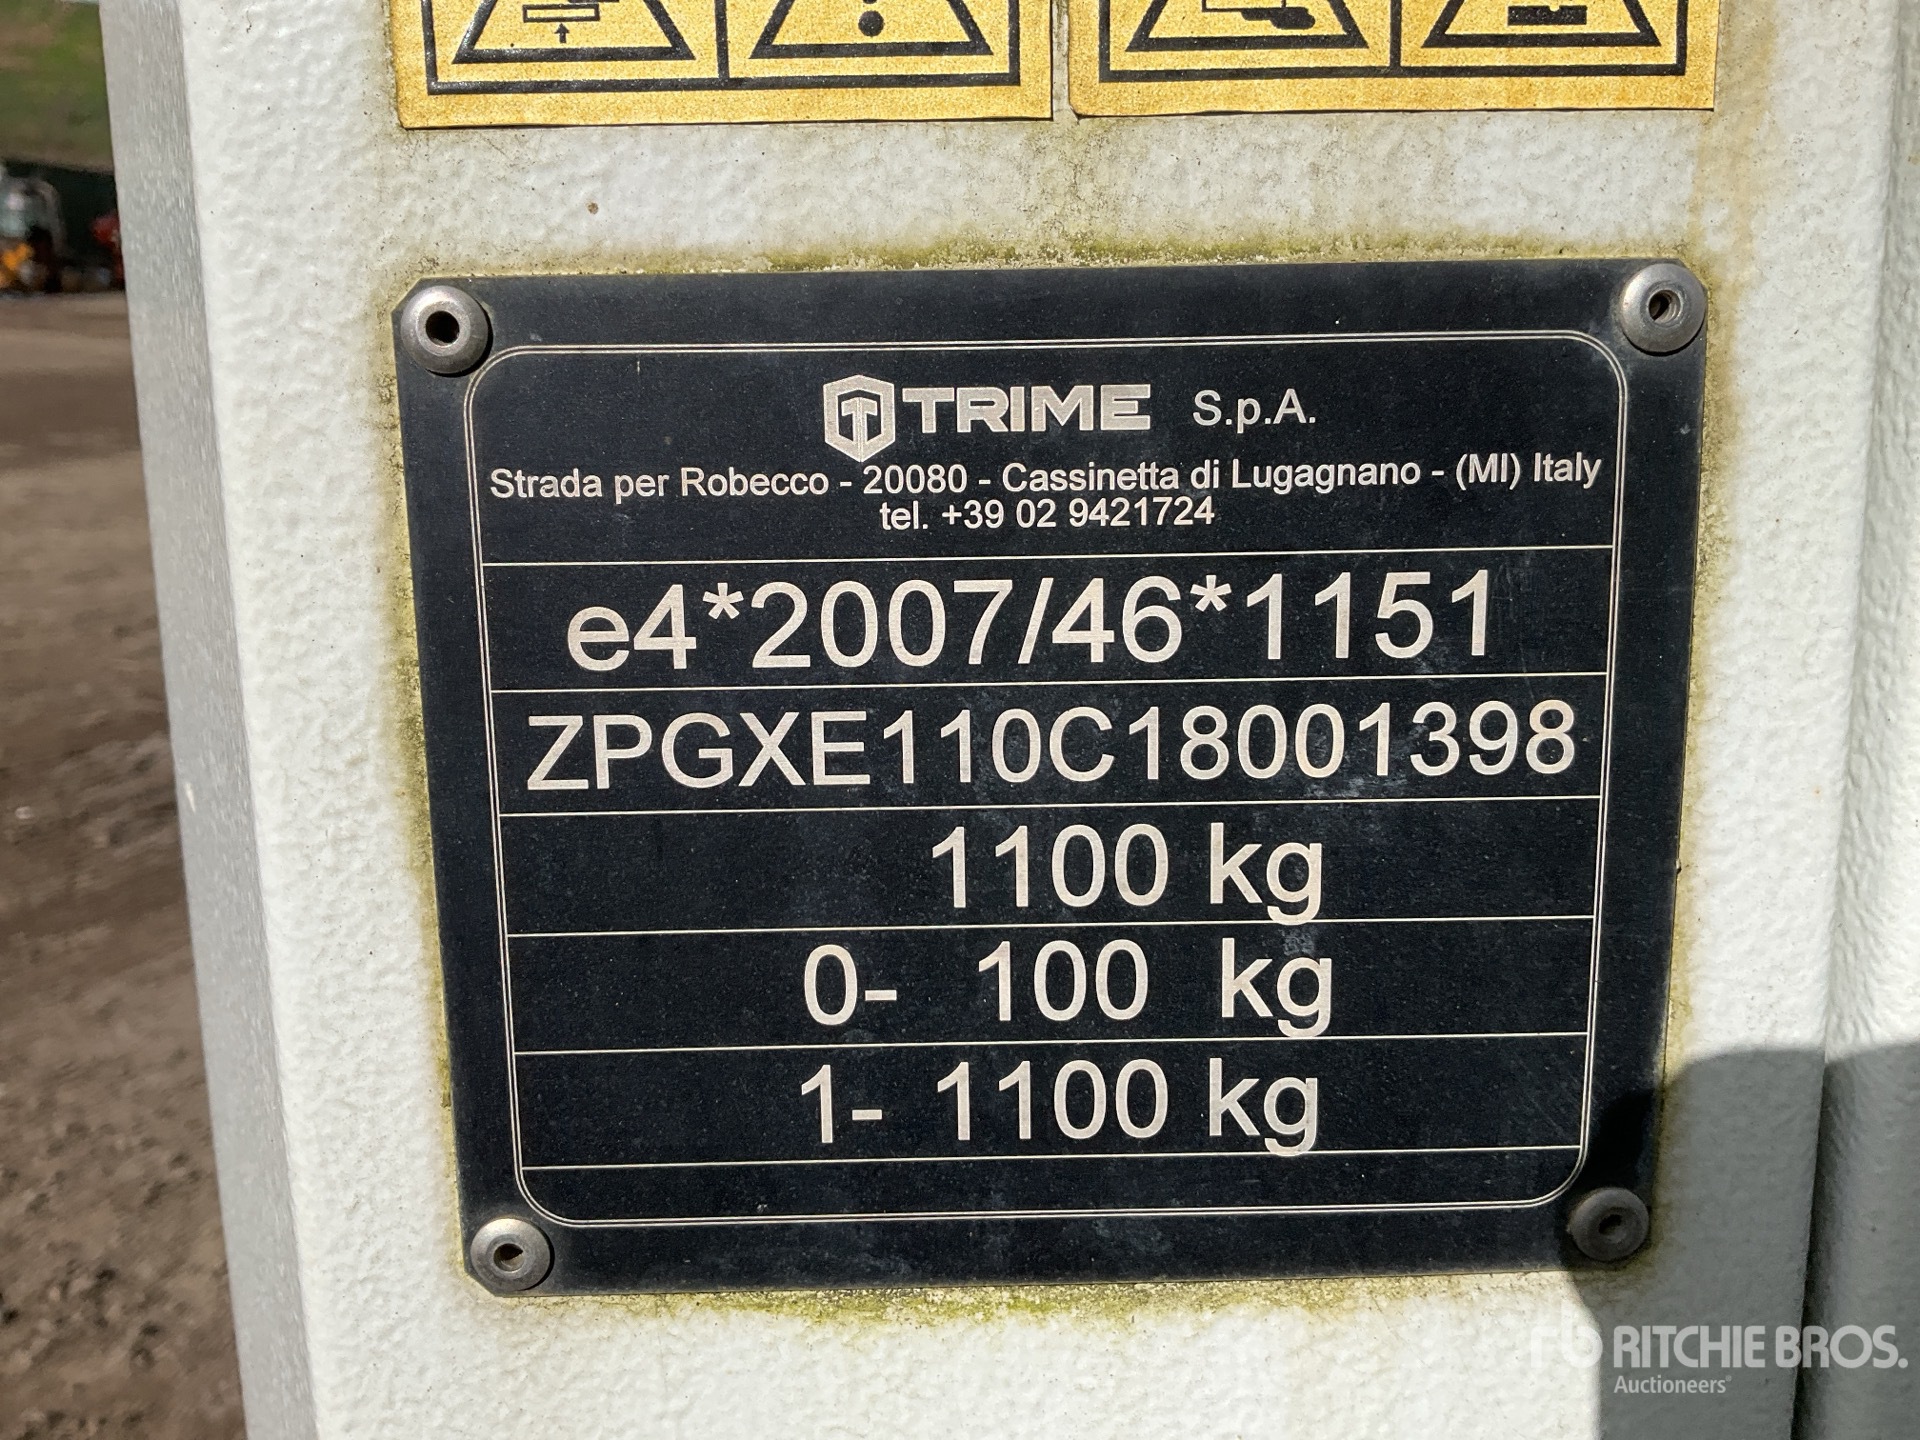 TRIME S.p.A.
Strada per Robecco - 20080 - Cassinetta di Lugagnano - (MI) Italy
tel. +39 02 9421724
e4*2007/46*1151
ZPGXE110C18001398
1100 kg
0- 100 kg
1- 1100 kg
rb RITCHIE BROS.
Auctioneers